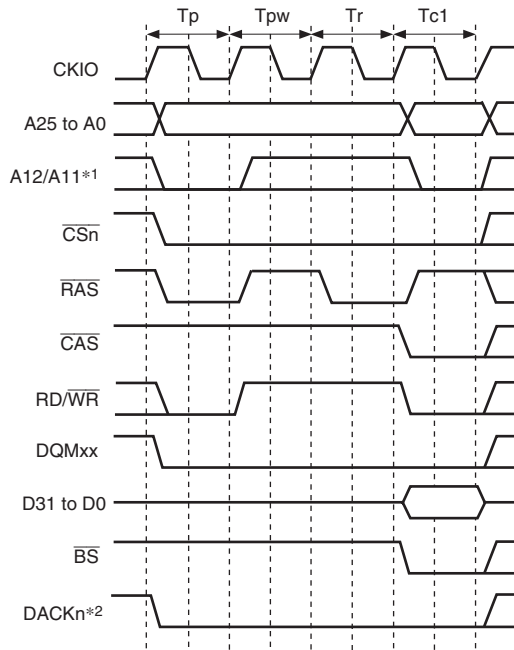 Tp Tpw Tr Tc1
CKIO
A25 to A0
A12/A11*1
CSn
RAS
CAS
RD/WR
DQMxx
D31 to D0
BS
DACKn*2